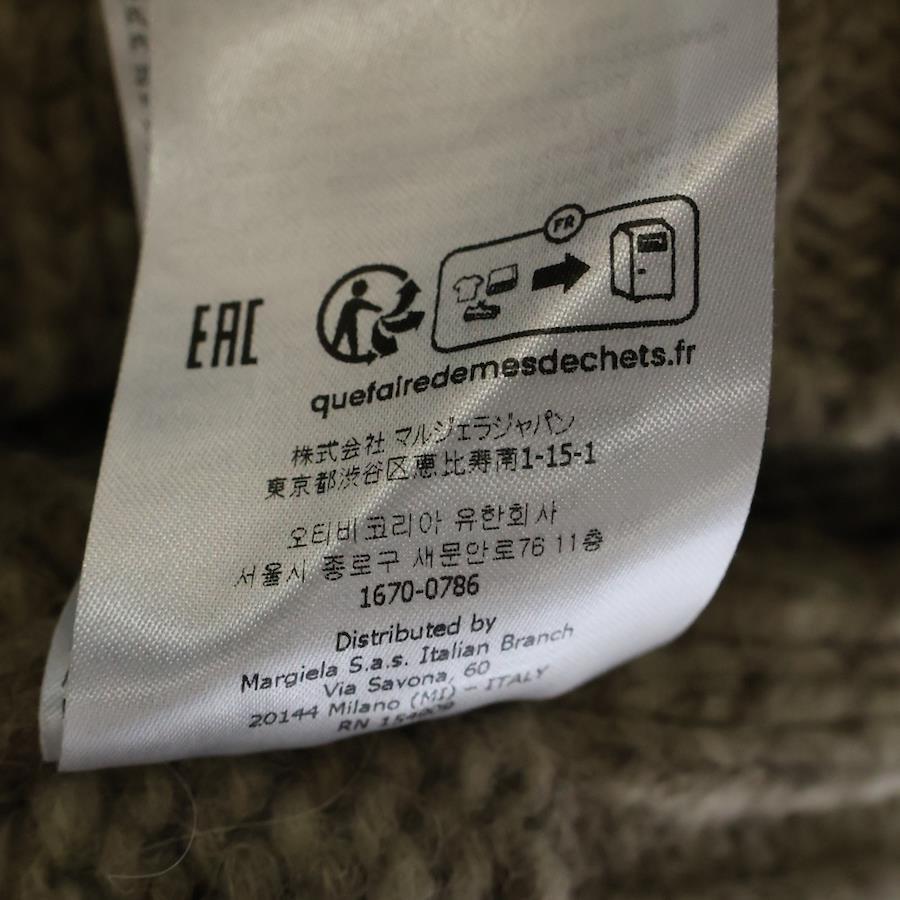 FR
EAC
quefairedemesdechets.fr
株式会社 マルジェラジャパン
東京都渋谷区恵比寿南1-15-1
오티비코리아 유한회사
서울시 종로구 새문안로76 11층
1670-0786
Distributed by
Margiela S.a.s. Italian Branch
Via Savona, 60
20144 Milano (MI) - ITALY
RN